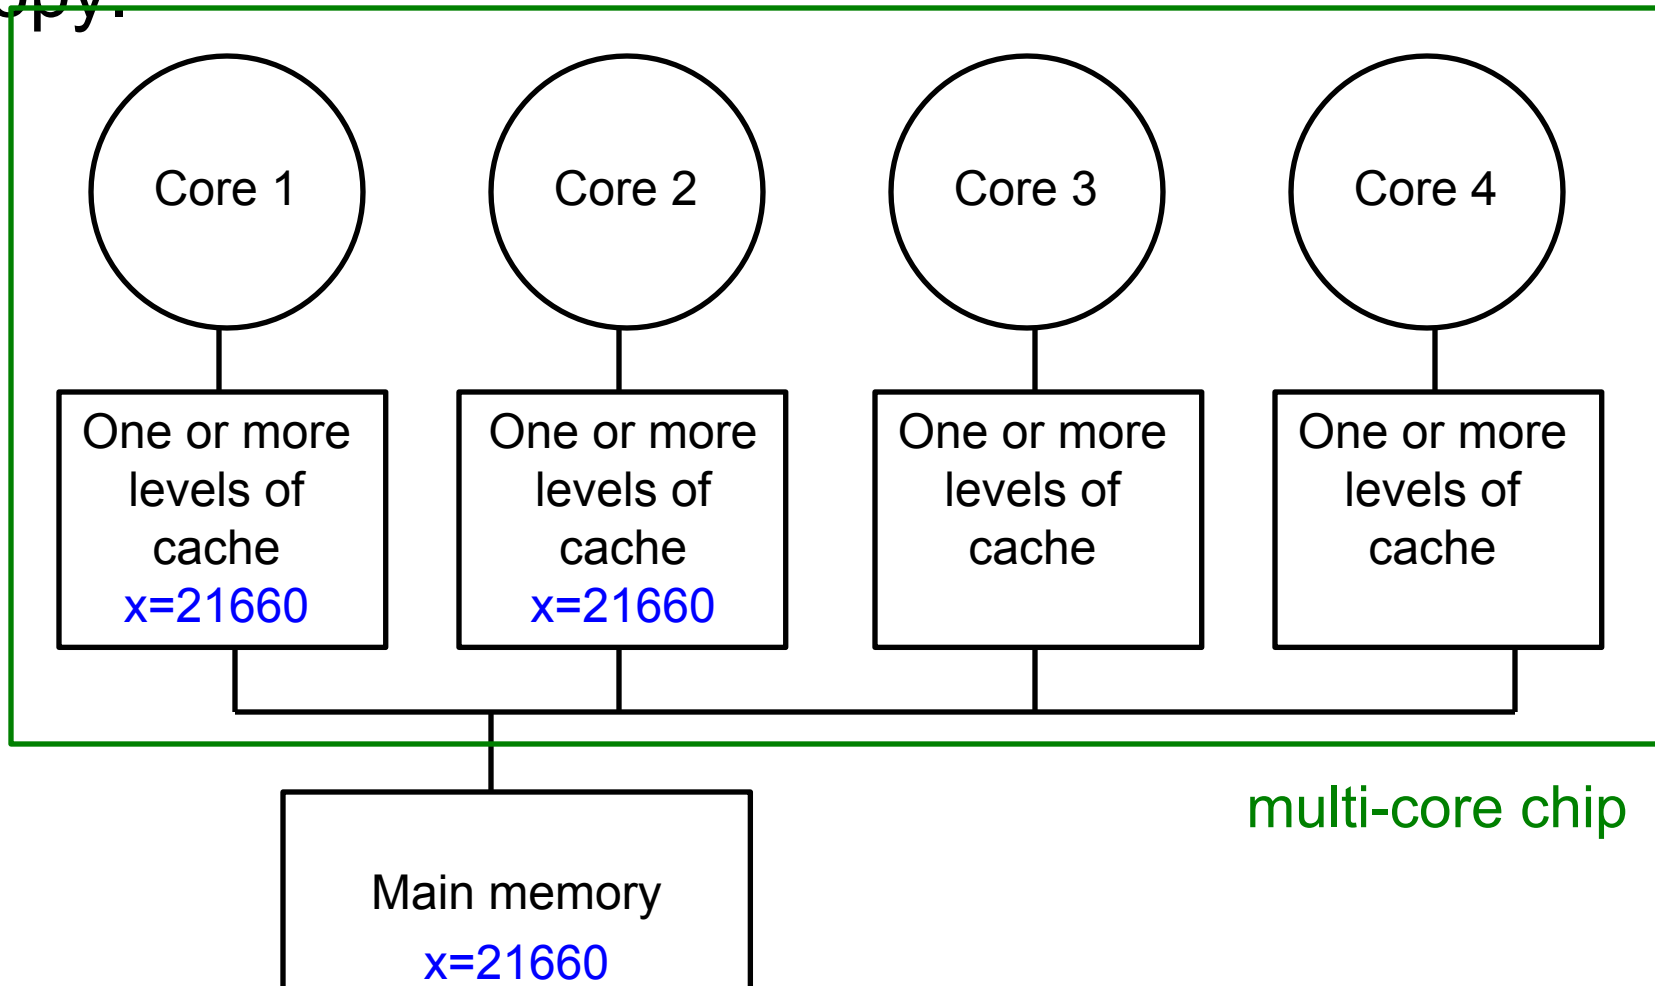 Core 1
Core 2
Core 3
Core 4
One or more
levels of
cache
x=21660
One or more
levels of
cache
x=21660
One or more
levels of
cache
One or more
levels of
cache
multi-core chip
Main memory
x=21660